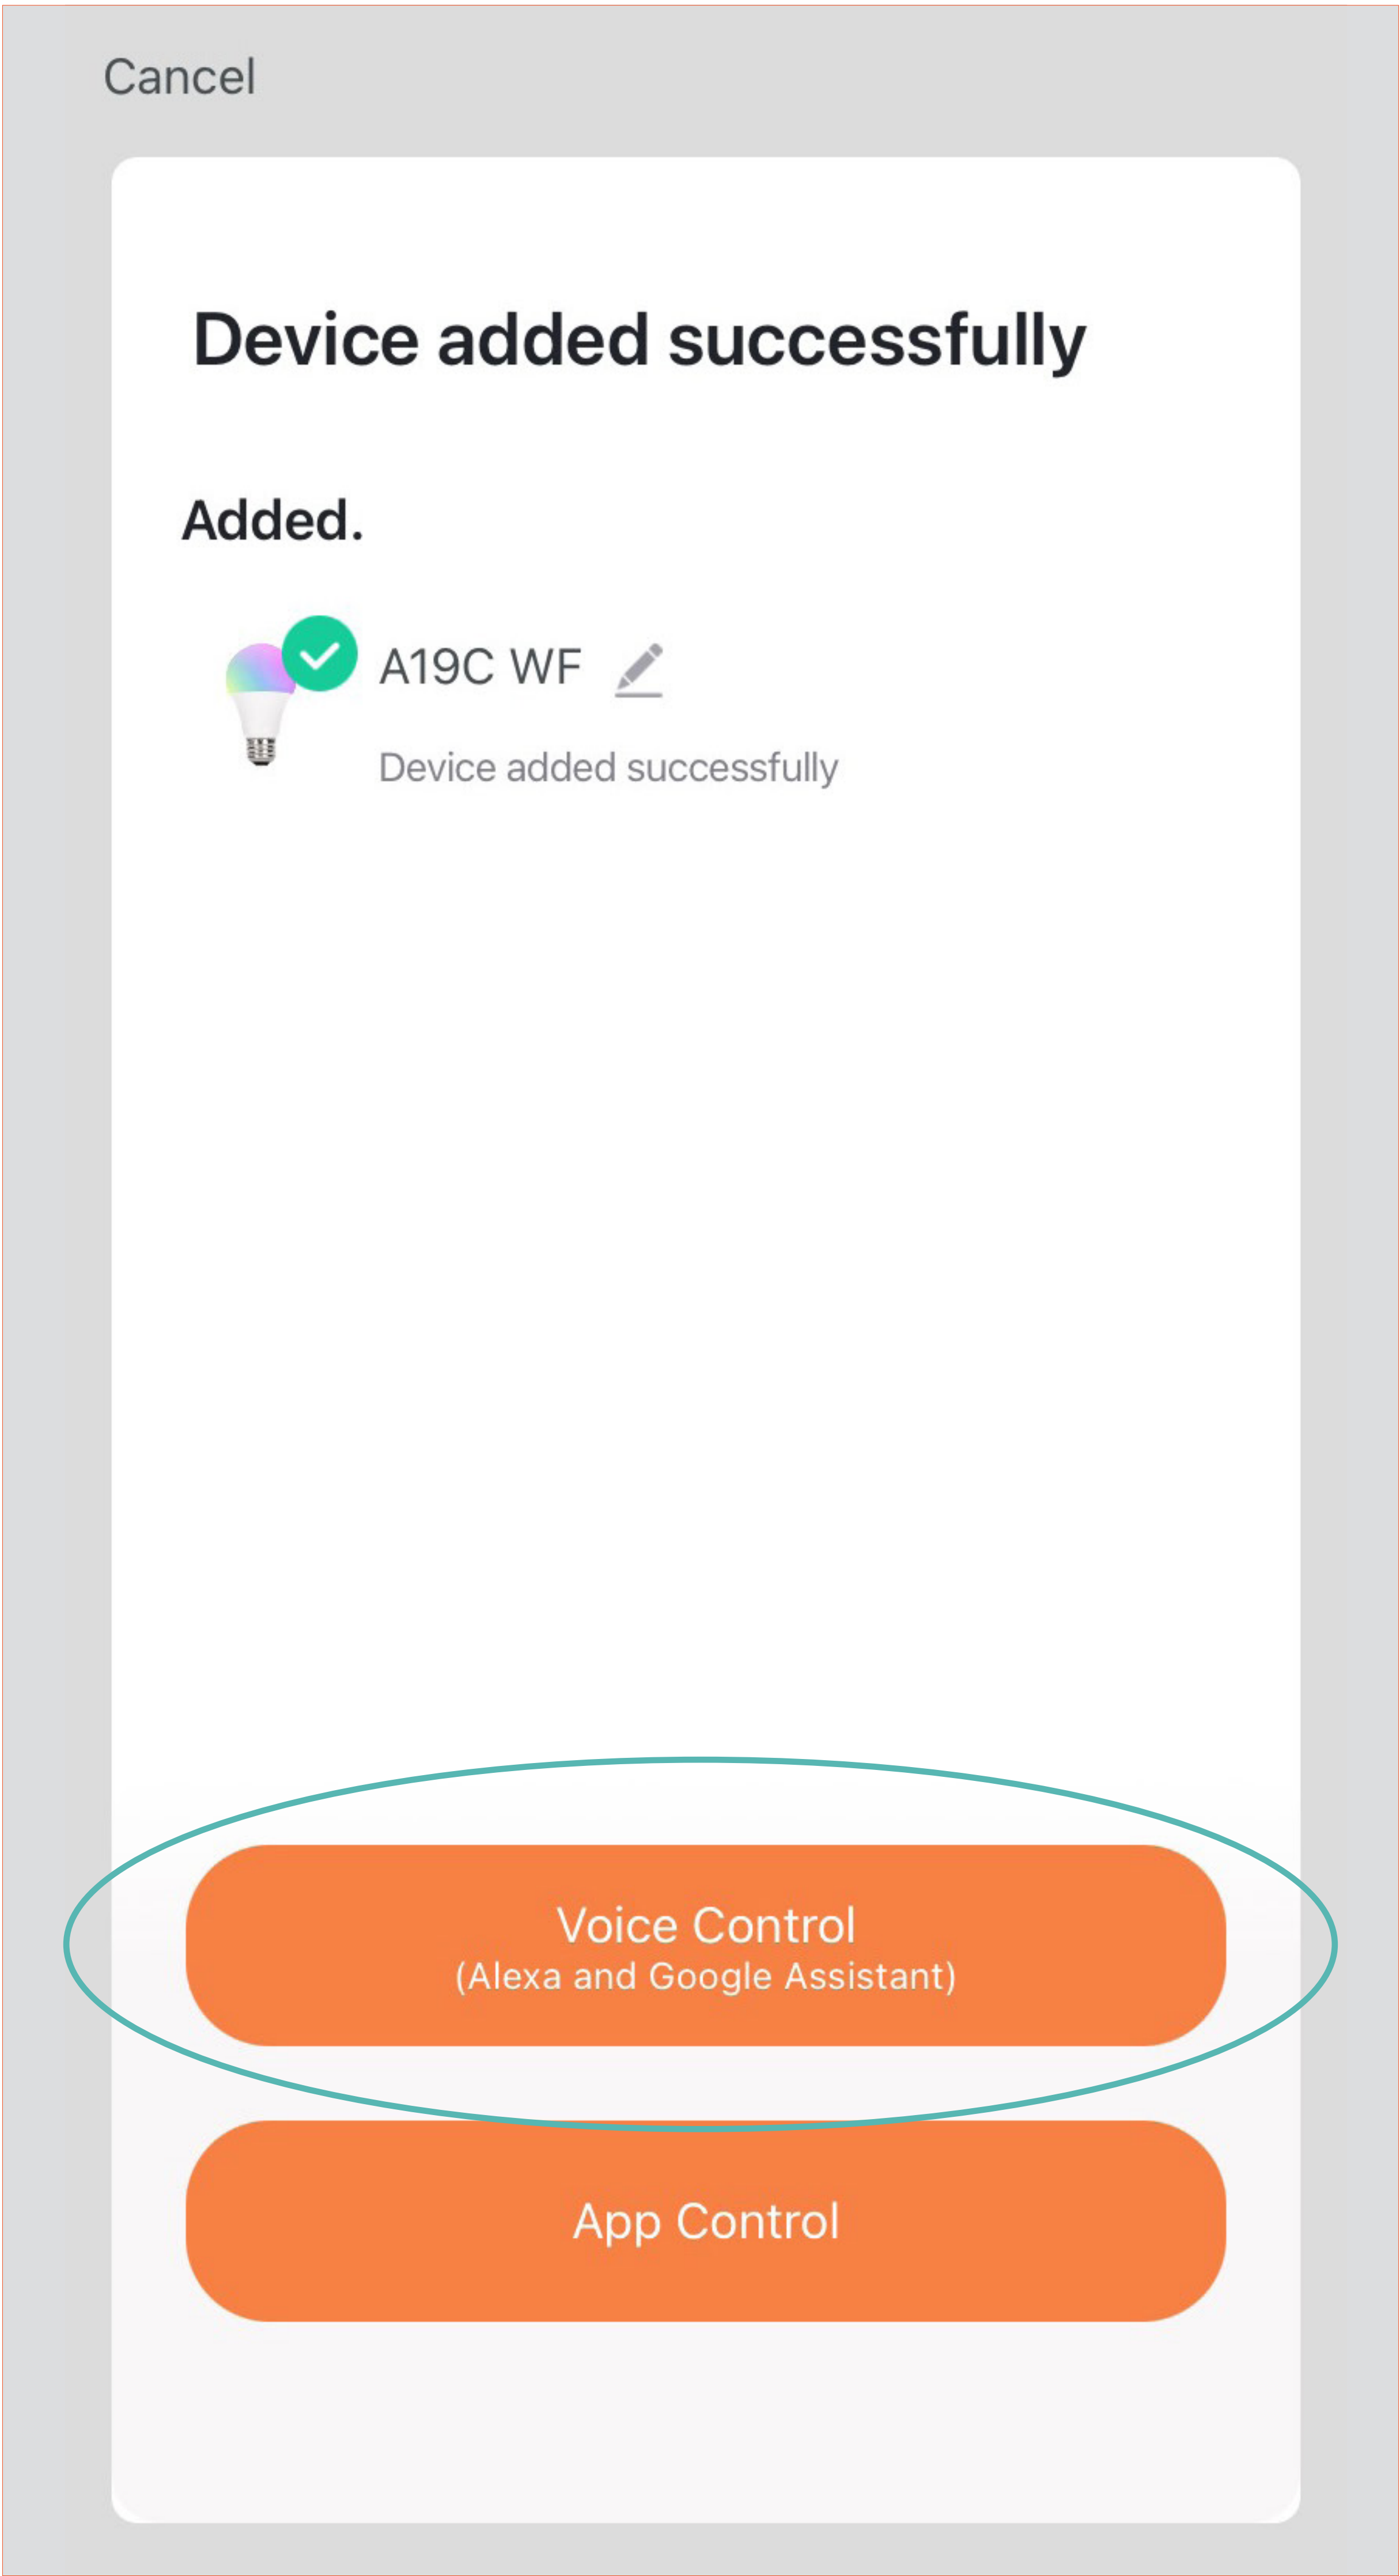 Cancel
Device added successfully
Added.
A19C WF
Device added successfully
Voice Control
(Alexa and Google Assistant)
App Control